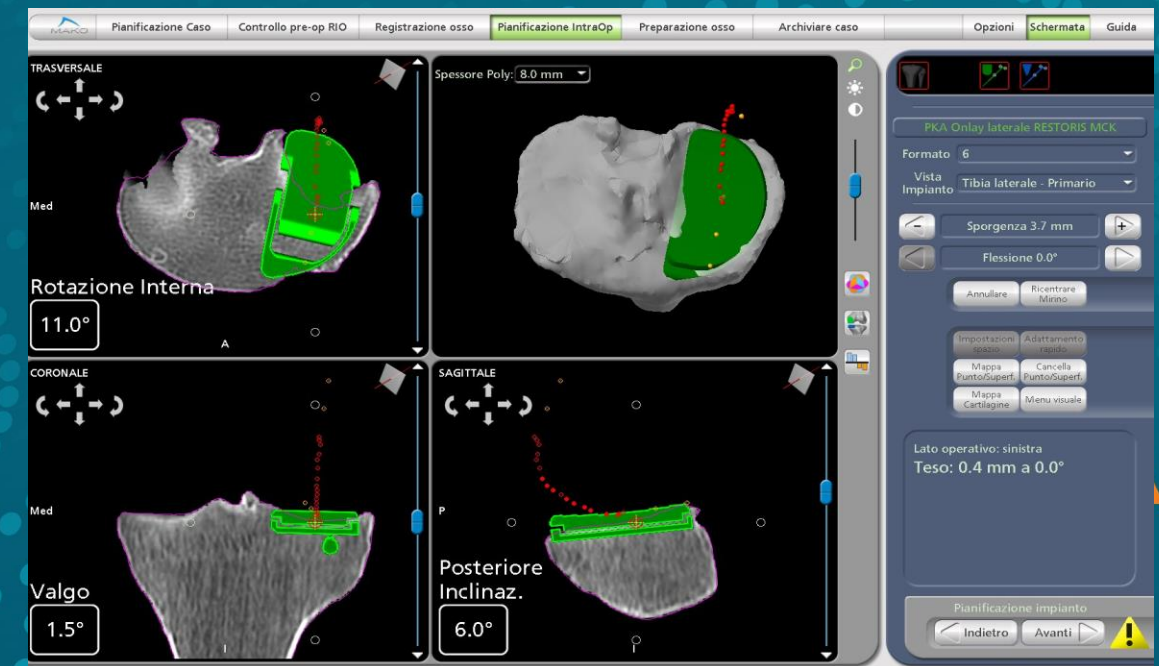 MAKO
Pianificazione Caso
Controllo pre-op RIO
Registrazione osso
Pianificazione IntraOp
Preparazione osso
Archiviare caso
Opzioni
Schermata
Guida
TRASVERSALE
Med
Rotazione Interna
11.0°
A
Spessore Poly: 8.0 mm
CORONALE
Med
Valgo
1.5°
I
SAGITTALE
P
Posteriore
Inclinaz.
6.0°
I
PKA Onlay laterale RESTORIS MCK
Formato 6
Vista
Impianto Tibia laterale - Primario
- Sporgenza 3.7 mm +
Flessione 0.0°
Annullare
Ricentrare
Mirino
Impostazioni
spazio
Adattamento
rapido
Mappa
Punto/Superf.
Cancella
Punto/Superf.
Mappa
Cartilagine
Menu visuale
Lato operativo: sinistra
Teso: 0.4 mm a 0.0°
Pianificazione impianto
Indietro
Avanti
!